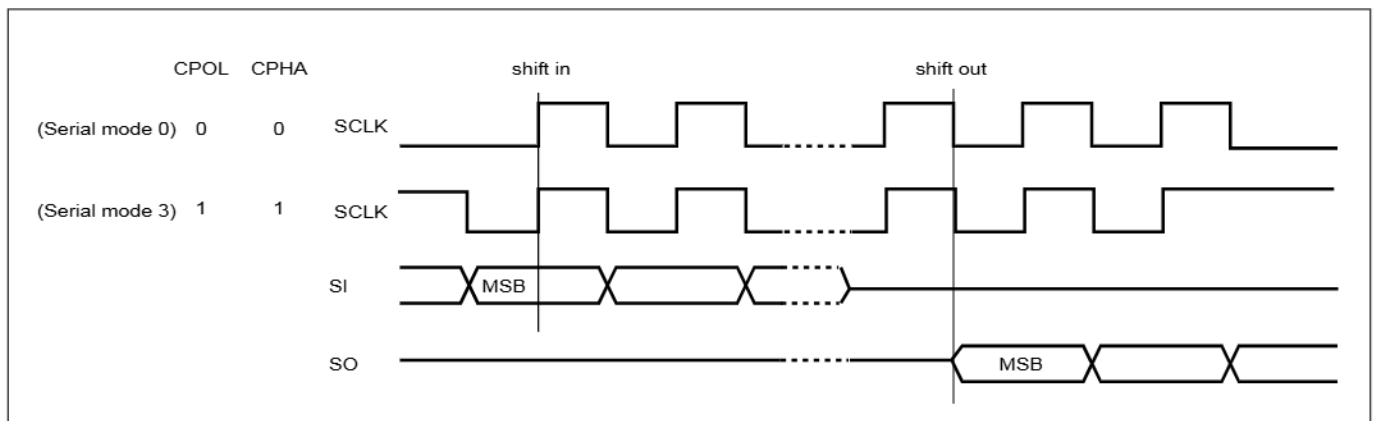 CPOL CPHA shift in shift out
(Serial mode 0) 0 0 SCLK
(Serial mode 3) 1 1 SCLK
SI MSB
SO MSB